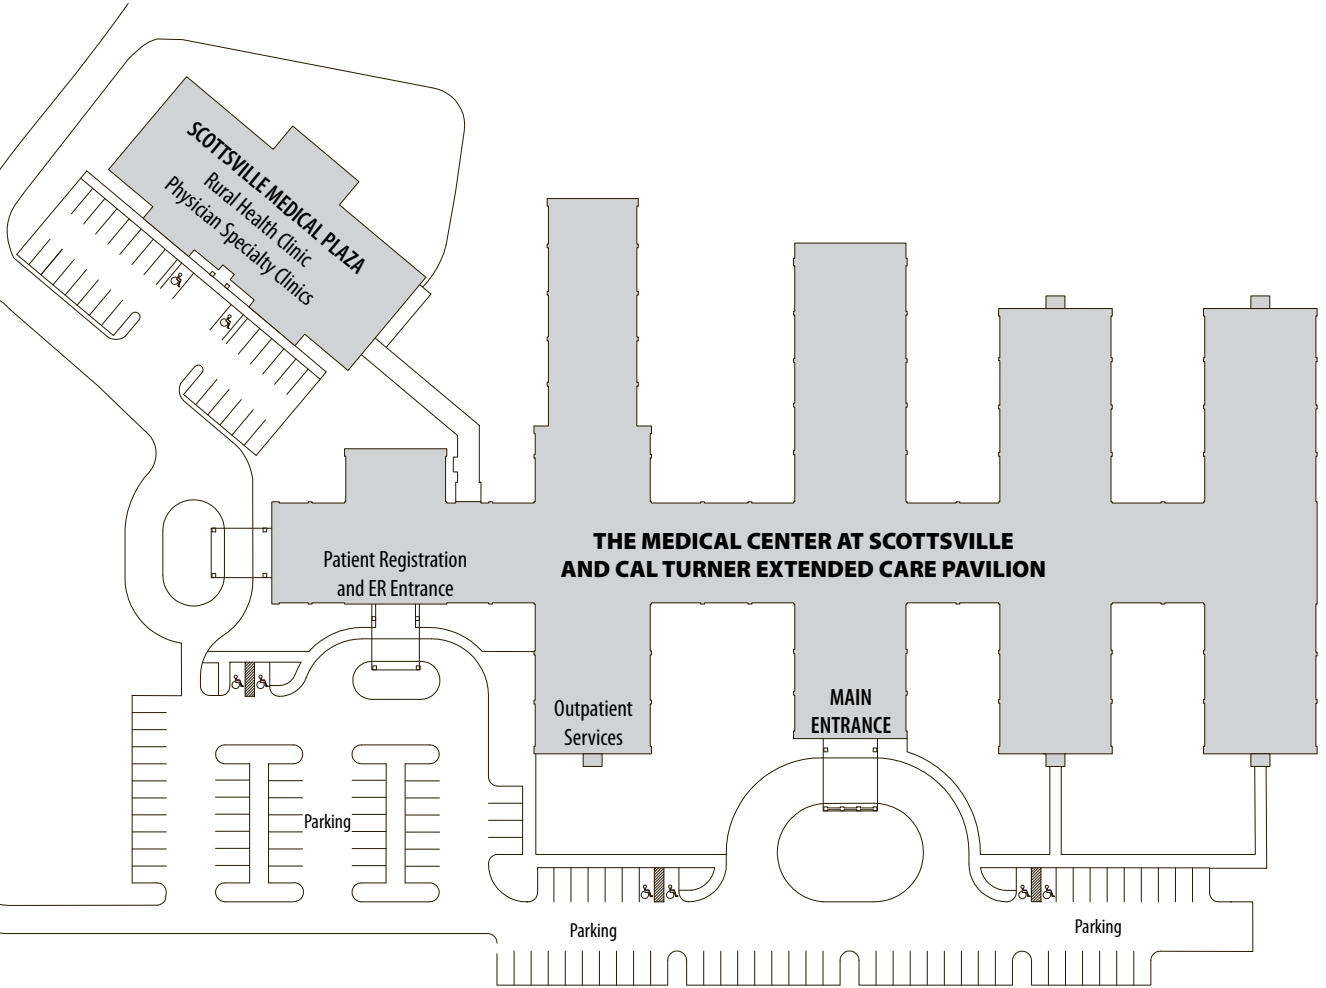 SCOTTSVILLE MEDICAL PLAZA
Rural Health Clinic
Physician Specialty Clinics
THE MEDICAL CENTER AT SCOTTSVILLE
AND CAL TURNER EXTENDED CARE PAVILION
Patient Registration
and ER Entrance
Outpatient
Services
MAIN
ENTRANCE
Parking
Parking
Parking